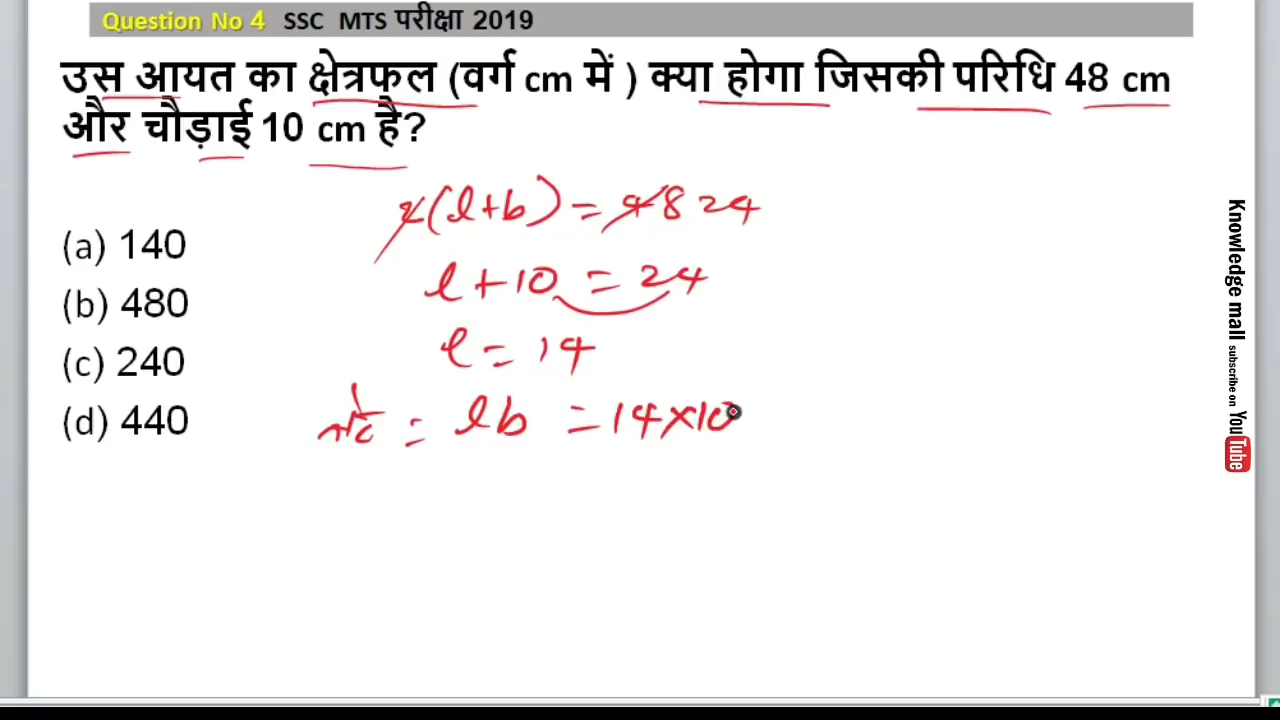 Question No 4 SSC MTS परीक्षा 2019
उस आयत का क्षेत्रफल (वर्ग cm में ) क्या होगा जिसकी परिधि 48 cm
और चौड़ाई 10 cm है?
(a) 140
(b) 480
(c) 240
(d) 440
2(l+b) = 48 24
l+10 = 24
l = 14
= lb = 14×10
Knowledge mall subscribe on YouTube